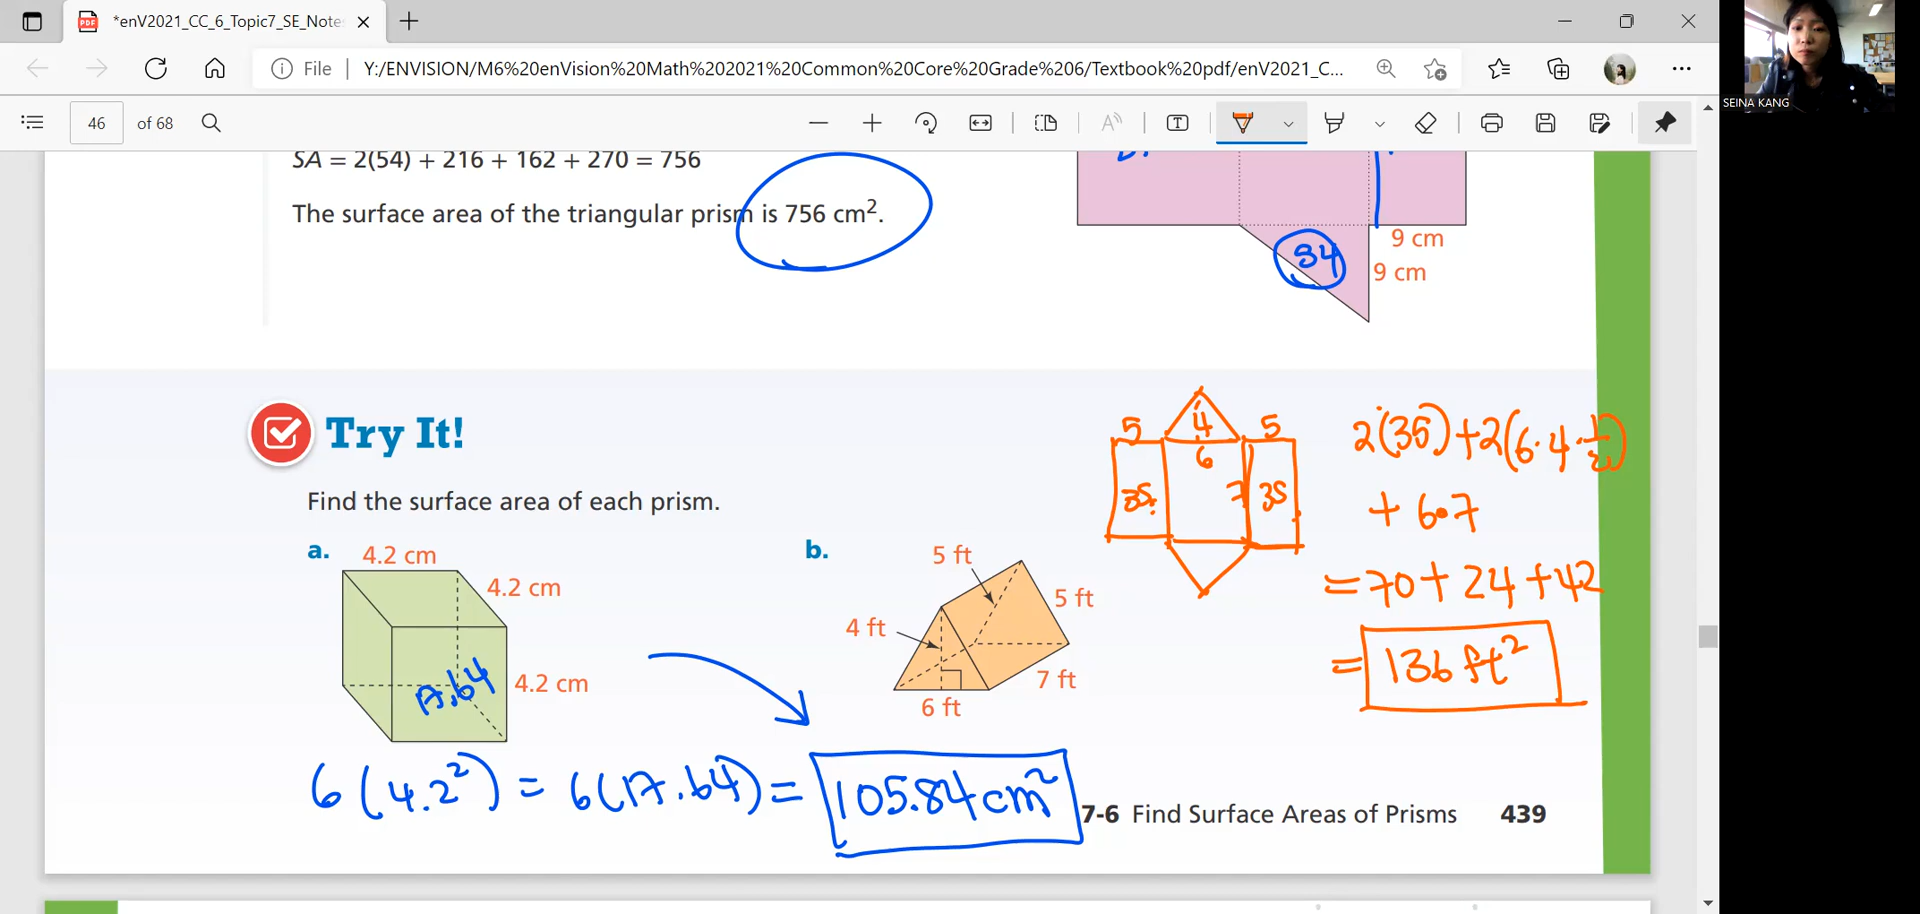 *enV2021_CC_6_Topic7_SE_Note
File Y:/ENVISION/M6%20enVision%20Math%202021%20Common%20Core%20Grade%206/Textbook%20pdf/enV2021_C...
SEINA KANG
46 of 68
SA = 2(54) + 216 + 162 + 270 = 756
The surface area of the triangular prism is 756 cm².
9 cm
9 cm
Try It!
Find the surface area of each prism.
a.
4.2 cm
4.2 cm
4.2 cm
17.64
6(4.2²) = 6(17.64) = 105.84 cm²
b.
5 ft
5 ft
4 ft
7 ft
6 ft
5 4 5
6
35 7 35
2(35) + 2(6·4·1/2)
+ 6·7
= 70 + 24 + 42
= 136 ft²
7-6 Find Surface Areas of Prisms 439